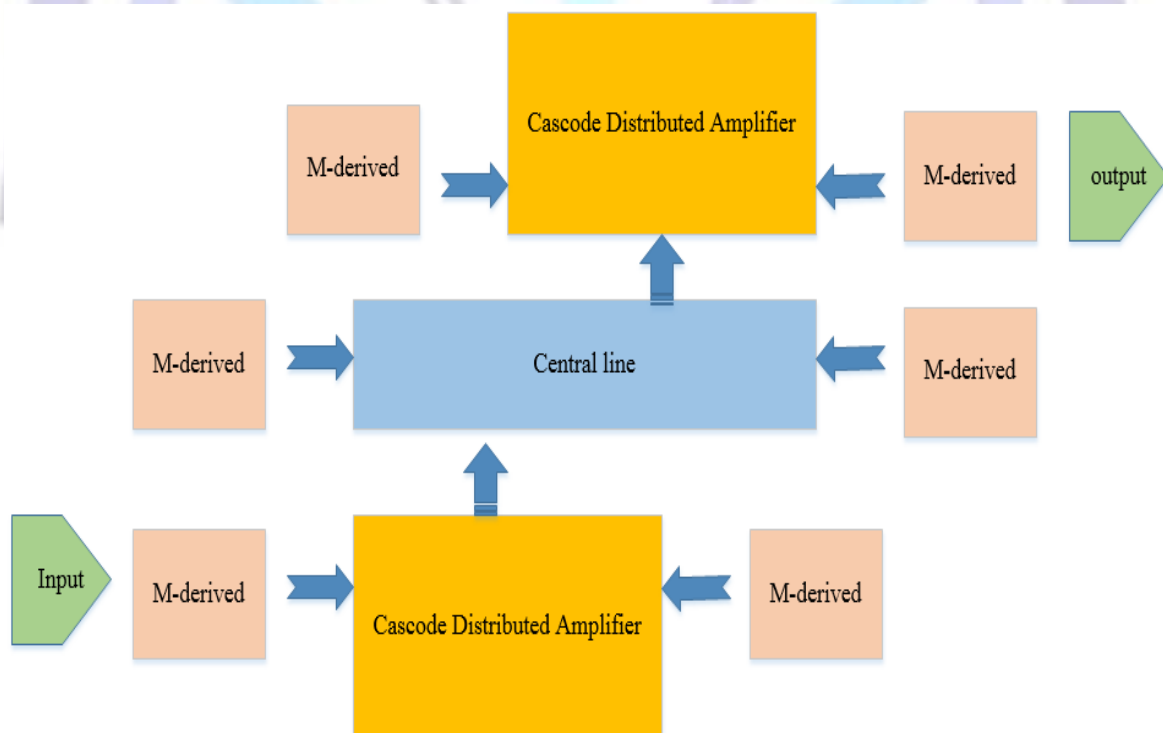 Cascode Distributed Amplifier
M-derived
M-derived
output
M-derived
Central line
M-derived
Input
M-derived
Cascode Distributed Amplifier
M-derived